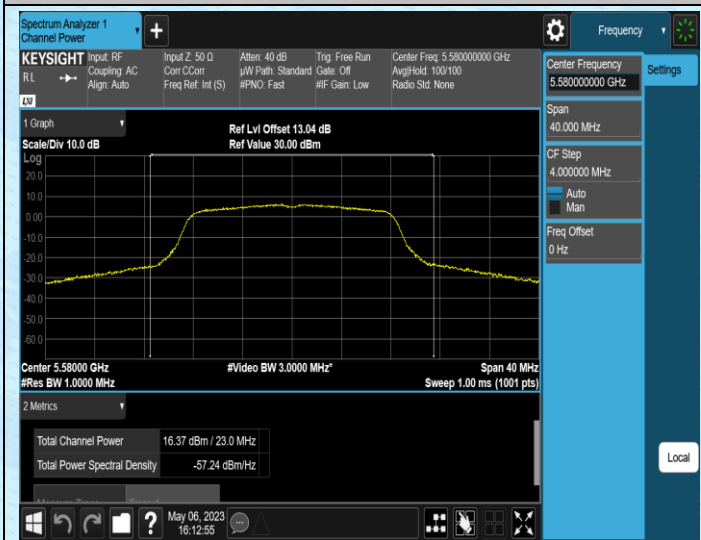 Spectrum Analyzer 1
Channel Power
+
Frequency
KEYSIGHT
RL
LXI
Input: RF
Coupling: AC
Align: Auto
Input Z: 50 Ω
Corr CCorr
Freq Ref: Int (S)
Atten: 40 dB
µW Path: Standard
#PNO: Fast
Trig: Free Run
Gate: Off
#IF Gain: Low
Center Freq: 5.580000000 GHz
Avg|Hold: 100/100
Radio Std: None
Center Frequency
5.580000000 GHz
Settings
Span
40.000 MHz
CF Step
4.000000 MHz
Auto
Man
Freq Offset
0 Hz
Local
1 Graph
Scale/Div 10.0 dB
Ref Lvl Offset 13.04 dB
Ref Value 30.00 dBm
Log
20.0
10.0
0.00
-10.0
-20.0
-30.0
-40.0
-50.0
-60.0
Center 5.58000 GHz
#Res BW 1.0000 MHz
#Video BW 3.0000 MHz*
Span 40 MHz
Sweep 1.00 ms (1001 pts)
2 Metrics
Total Channel Power 16.37 dBm / 23.0 MHz
Total Power Spectral Density -57.24 dBm/Hz
?
May 06, 2023
16:12:55